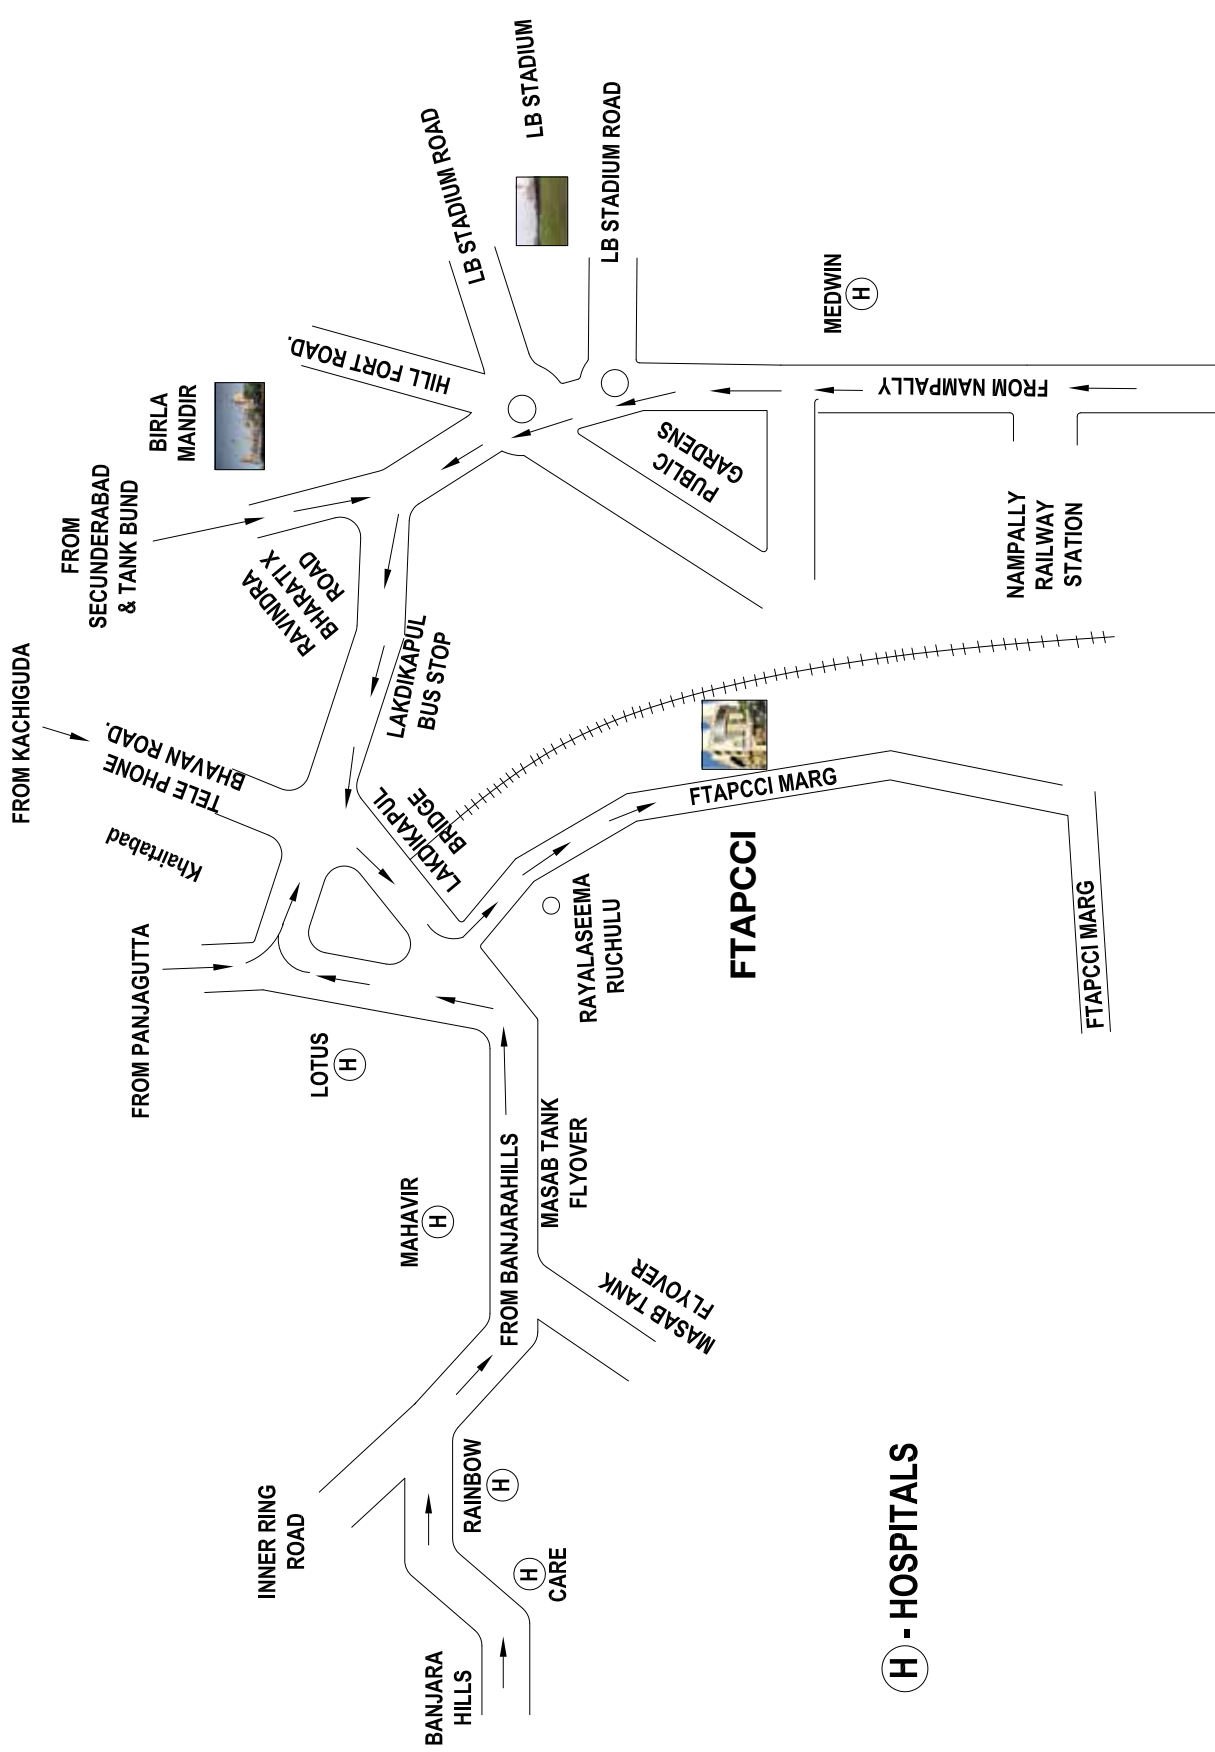 FROM KACHIGUDA
TELE PHONE
BHAVAN ROAD.
Khairtabad
FROM PANJAGUTTA
FROM
SECUNDERABAD
& TANK BUND
BIRLA
MANDIR
RAVINDRA
BHARATI X
ROAD
HILL FORT ROAD.
LB STADIUM ROAD
LB STADIUM
LB STADIUM ROAD
LAKDIKAPUL
BUS STOP
LAKDIKAPUL
BRIDGE
PUBLIC
GARDENS
MEDWIN
H
FROM NAMPALLY
NAMPALLY
RAILWAY
STATION
FTAPCCI MARG
FTAPCCI
FTAPCCI MARG
RAYALASEEMA
RUCHULU
LOTUS
H
MAHAVIR
H
FROM BANJARAHILLS
MASAB TANK
FLYOVER
MASAB TANK
FLYOVER
INNER RING
ROAD
RAINBOW
H
H
CARE
BANJARA
HILLS
H - HOSPITALS